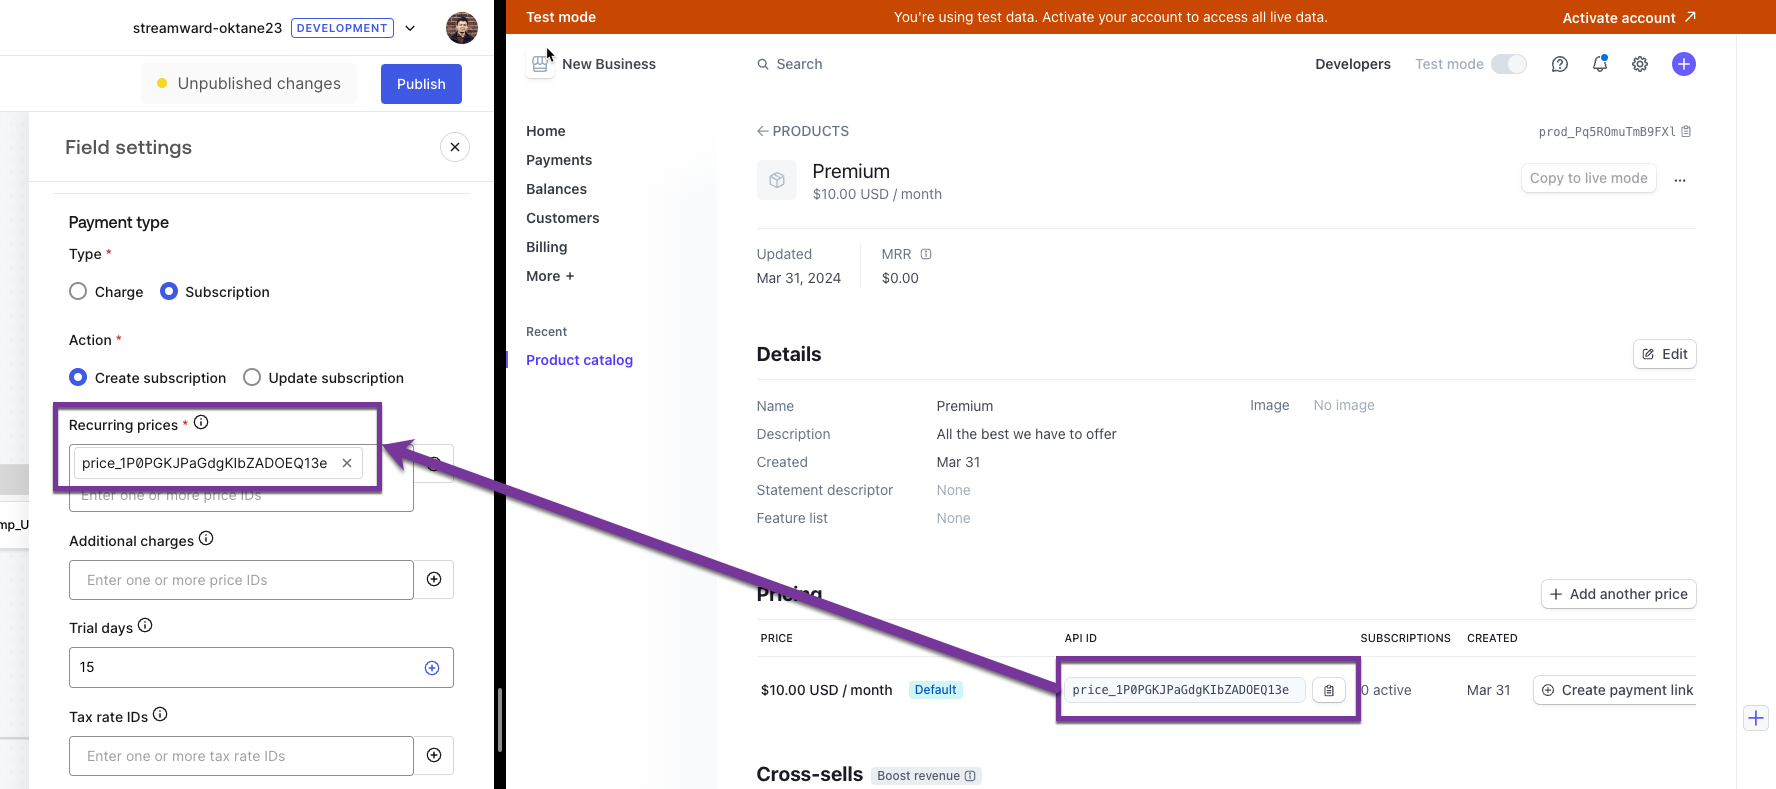 streamward-oktane23 DEVELOPMENT
Unpublished changes
Publish
Field settings
Payment type
Type *
Charge
Subscription
Action *
Create subscription
Update subscription
Recurring prices *
price_1P0PGKJPaGdgKIbZADOEQ13e
Enter one or more price IDs
mp_U
Additional charges
Enter one or more price IDs
Trial days
15
Tax rate IDs
Enter one or more tax rate IDs
Test mode
You're using test data. Activate your account to access all live data.
Activate account
New Business
Search
Developers
Test mode
Home
Payments
Balances
Customers
Billing
More +
Recent
Product catalog
PRODUCTS
prod_Pq5ROmuTmB9FXl
Premium
$10.00 USD / month
Copy to live mode
Updated
Mar 31, 2024
MRR
$0.00
Details
Edit
Name
Premium
Image
No image
Description
All the best we have to offer
Created
Mar 31
Statement descriptor
None
Feature list
None
Pricing
Add another price
PRICE
API ID
SUBSCRIPTIONS
CREATED
$10.00 USD / month
Default
price_1P0PGKJPaGdgKIbZADOEQ13e
0 active
Mar 31
Create payment link
Cross-sells
Boost revenue